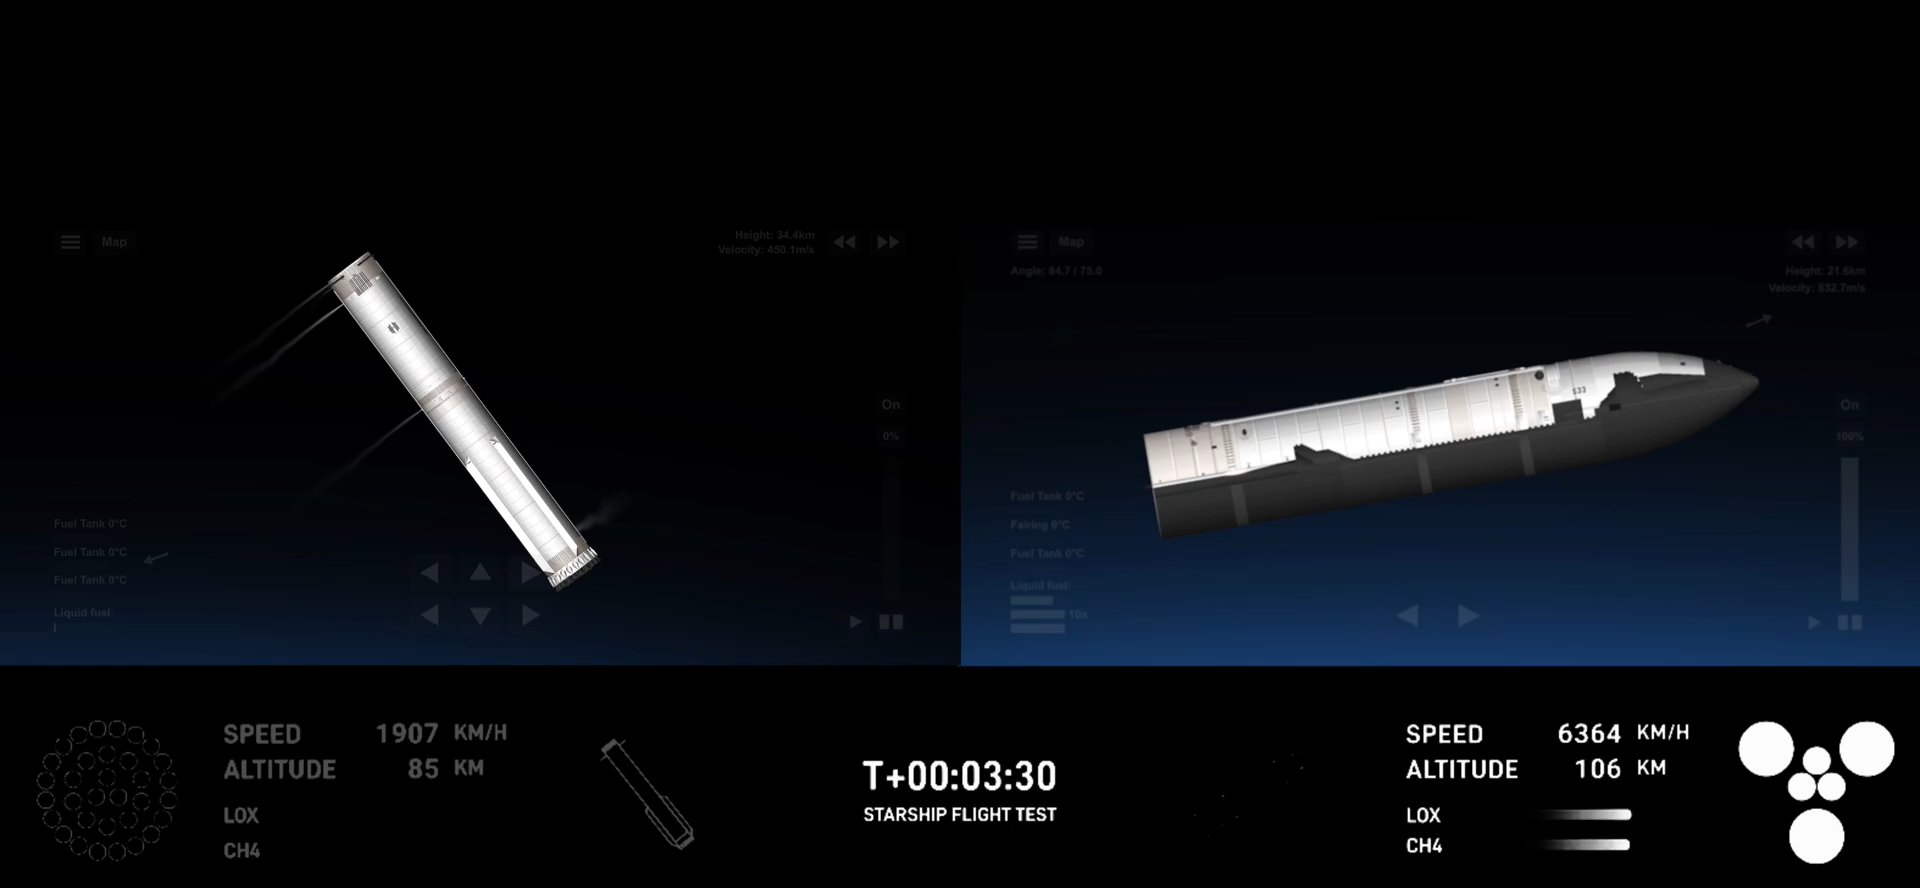 Map
Height: 34.4km
Velocity: 450.1m/s
On
0%
Fuel Tank 0°C
Fuel Tank 0°C
Fuel Tank 0°C
Liquid fuel:
Map
Angle: 84.7 / 75.0
Height: 21.6km
Velocity: 832.7m/s
S33
On
100%
Fuel Tank 0°C
Fairing 0°C
Fuel Tank 0°C
Liquid fuel:
10x
SPEED 1907 KM/H
ALTITUDE 85 KM
LOX
CH4
T+00:03:30
STARSHIP FLIGHT TEST
SPEED 6364 KM/H
ALTITUDE 106 KM
LOX
CH4